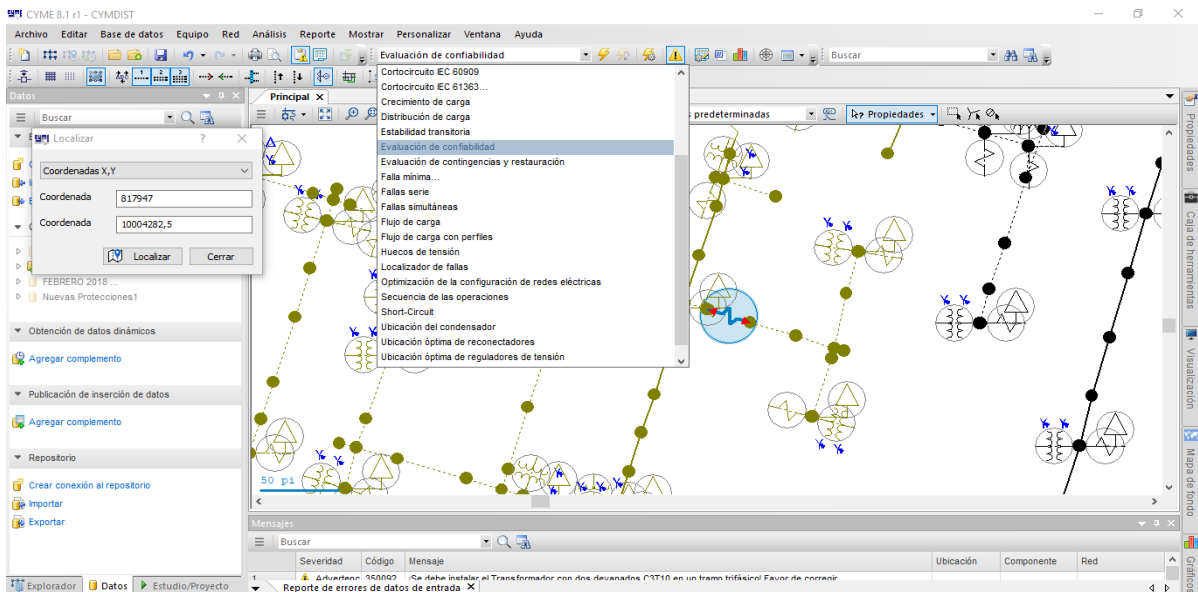 CYME 8.1 r1 - CYMDIST
Archivo Editar Base de datos Equipo Red Análisis Reporte Mostrar Personalizar Ventana Ayuda
Evaluación de confiabilidad
Buscar
Datos
Principal
Buscar
predeterminadas
Propiedades
Localizar
Coordenadas X,Y
Coordenada 817947
Coordenada 10004282,5
Localizar Cerrar
FEBRERO 2018 ...
Nuevas Protecciones1
Obtención de datos dinámicos
Agregar complemento
Publicación de inserción de datos
Agregar complemento
Repositorio
Crear conexión al repositorio
Importar
Exportar
Explorador Datos Estudio/Proyecto
Cortocircuito IEC 60909
Cortocircuito IEC 61363...
Crecimiento de carga
Distribución de carga
Estabilidad transitoria
Evaluación de confiabilidad
Evaluación de contingencias y restauración
Falla mínima...
Fallas serie
Fallas simultáneas
Flujo de carga
Flujo de carga con perfiles
Huecos de tensión
Localizador de fallas
Optimización de la configuración de redes eléctricas
Secuencia de las operaciones
Short-Circuit
Ubicación del condensador
Ubicación óptima de reconectadores
Ubicación óptima de reguladores de tensión
50 pi
Mensajes
Buscar
Severidad Código Mensaje Ubicación Componente Red
1 Advertenc 350092 ¡Se debe instalar el Transformador con dos devanados C3T10 en un tramo trifásico! Favor de corregir
Reporte de errores de datos de entrada
Propiedades
Caja de herramientas
Visualización
Mapa de fondo
Gráficos